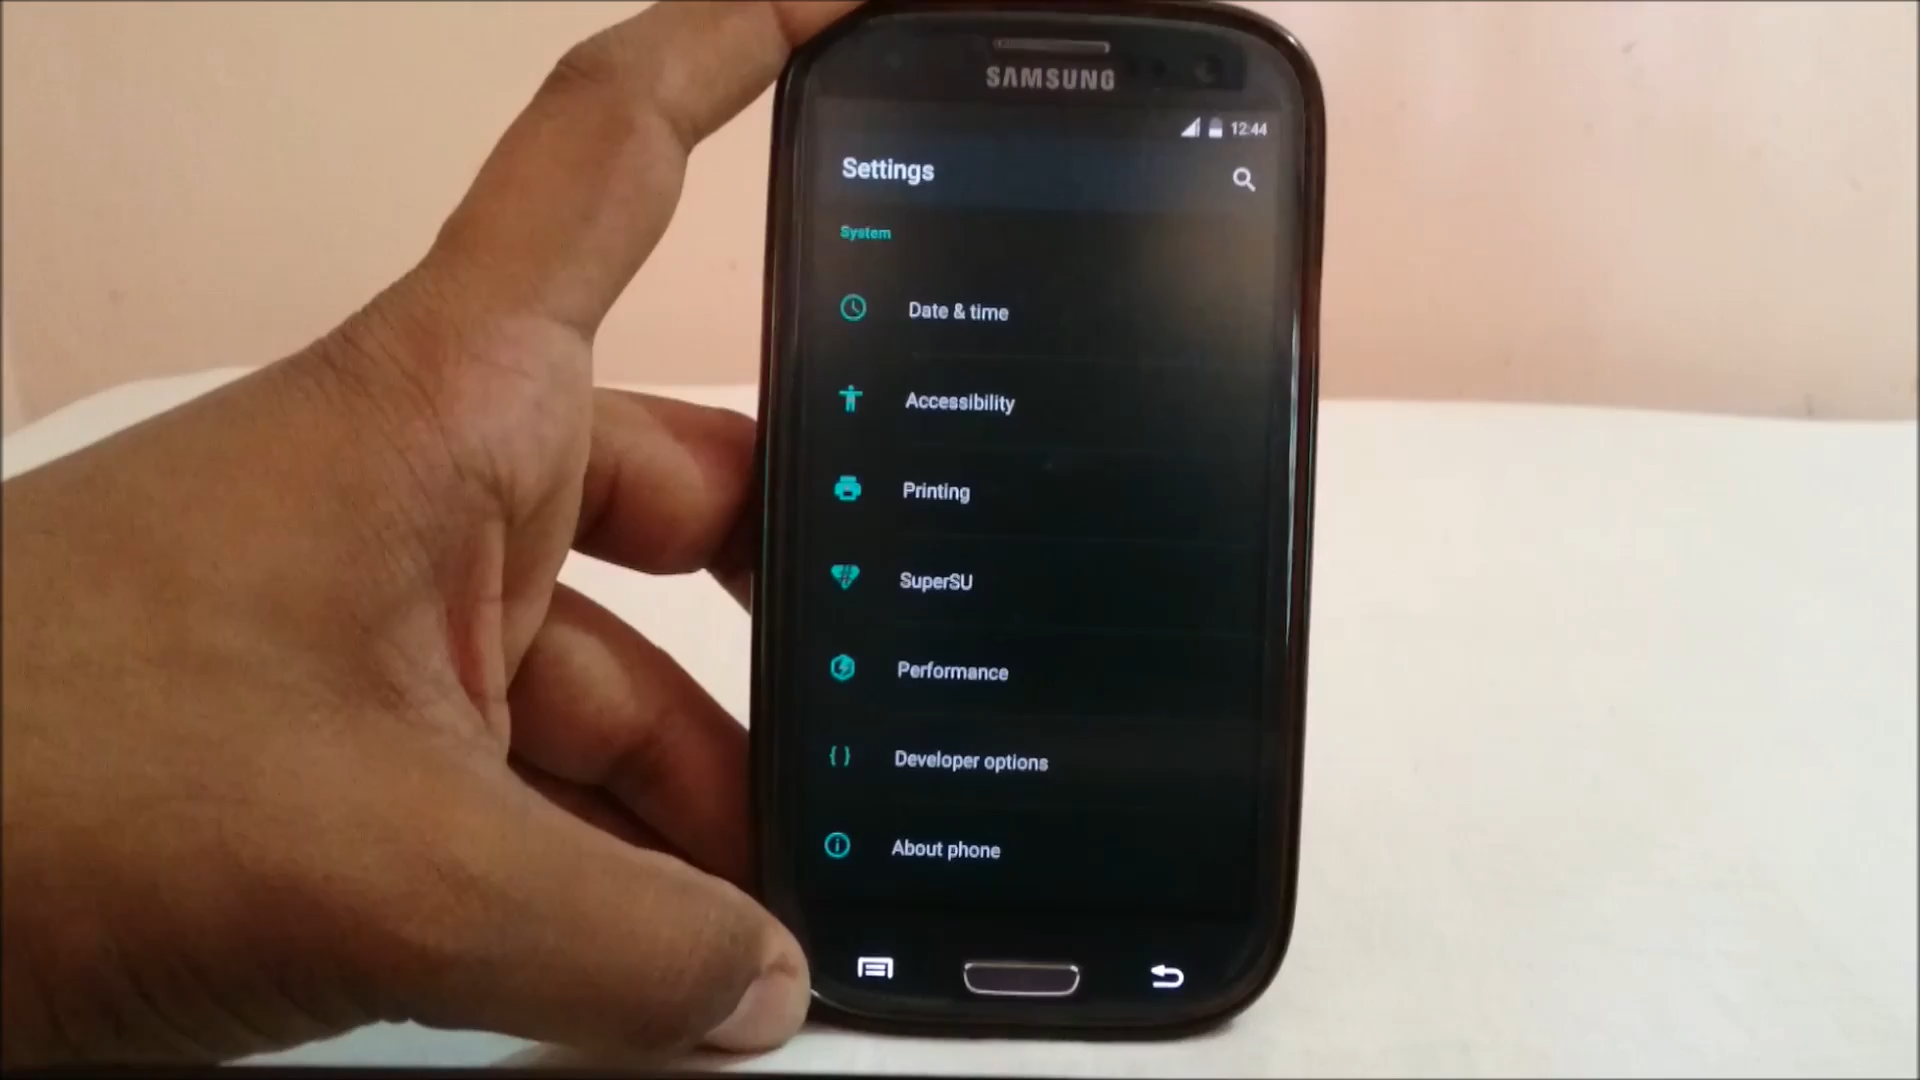 SAMSUNG
12:44
Settings
System
Date & time
Accessibility
Printing
SuperSU
Performance
{ } Developer options
About phone